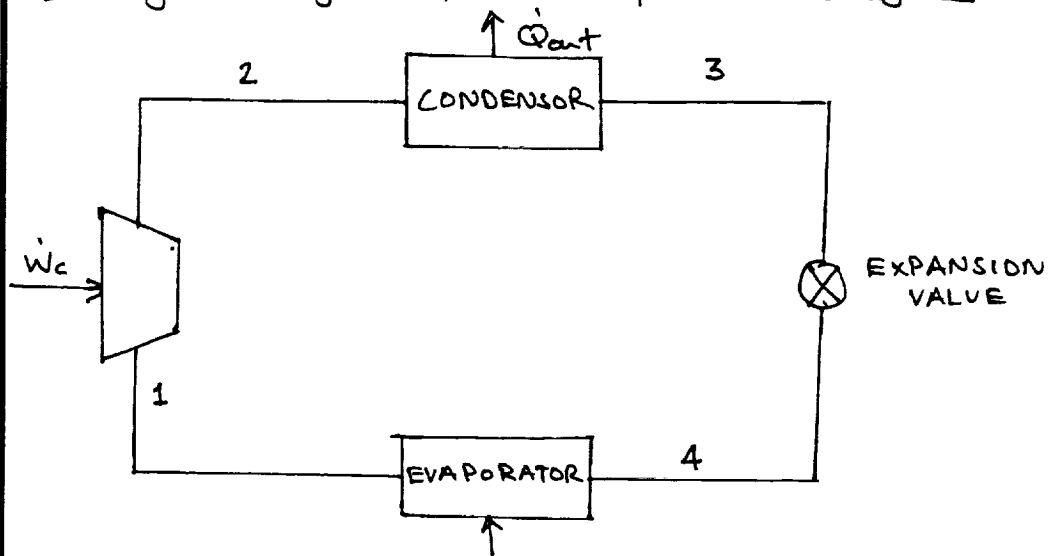 Q̇out
2
CONDENSOR
3
Ẇc
EXPANSION
VALUE
1
EVAPORATOR
4